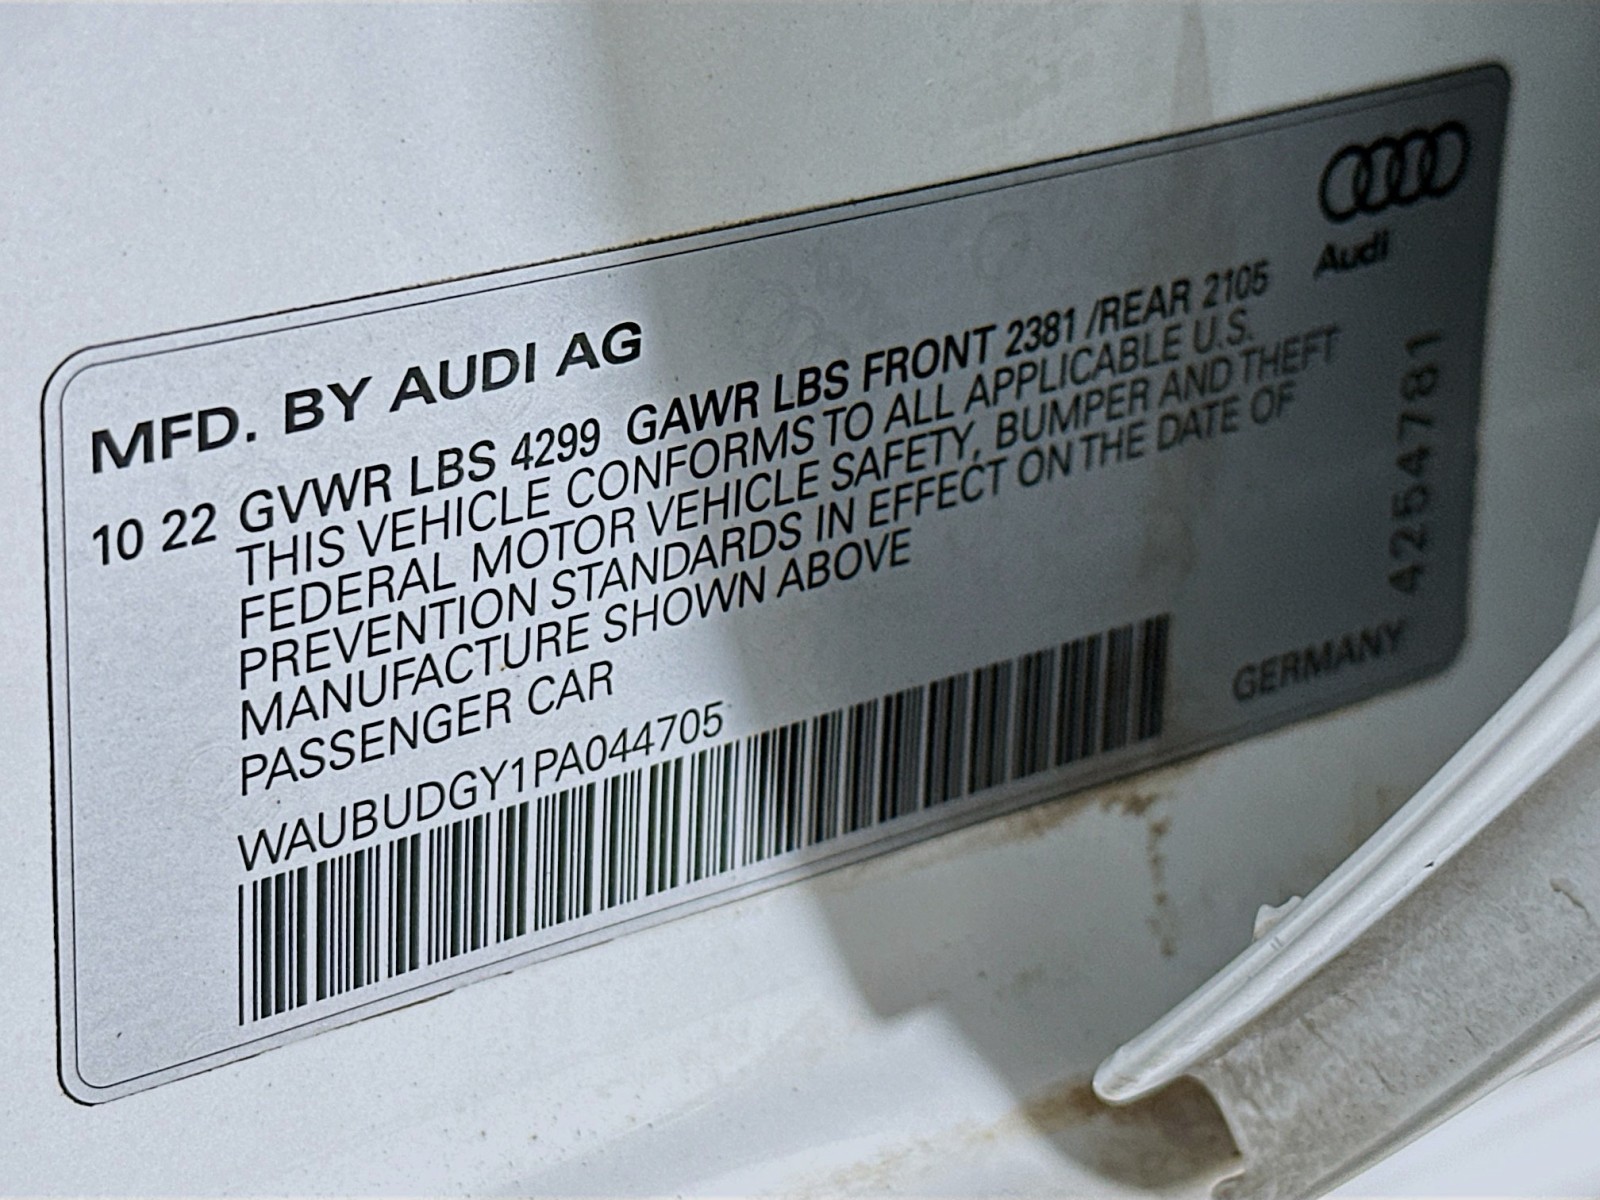 Audi
MFD. BY AUDI AG
10 22 GVWR LBS 4299 GAWR LBS FRONT 2381 /REAR 2105
THIS VEHICLE CONFORMS TO ALL APPLICABLE U.S.
FEDERAL MOTOR VEHICLE SAFETY, BUMPER AND THEFT
PREVENTION STANDARDS IN EFFECT ON THE DATE OF
MANUFACTURE SHOWN ABOVE
PASSENGER CAR
WAUBUDGY1PA044705
GERMANY
4254781